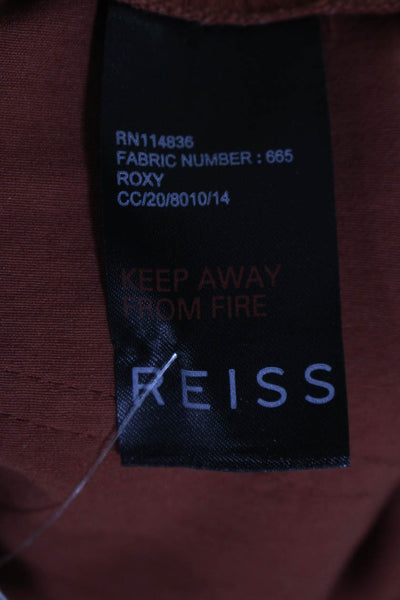 RN114836
FABRIC NUMBER : 665
ROXY
CC/20/8010/14
KEEP AWAY
FROM FIRE
REISS